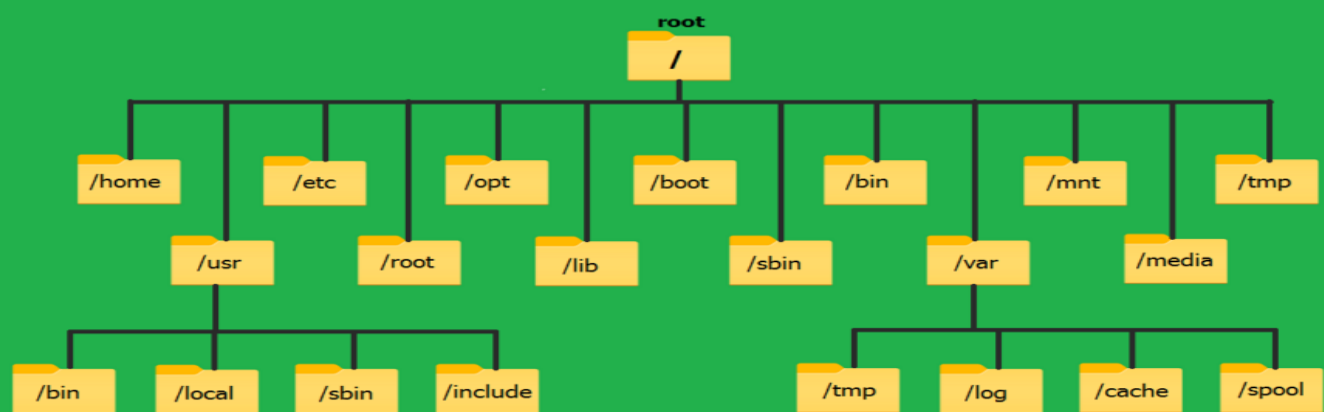 root
/
/home
/etc
/opt
/boot
/bin
/mnt
/tmp
/usr
/root
/lib
/sbin
/var
/media
/bin
/local
/sbin
/include
/tmp
/log
/cache
/spool